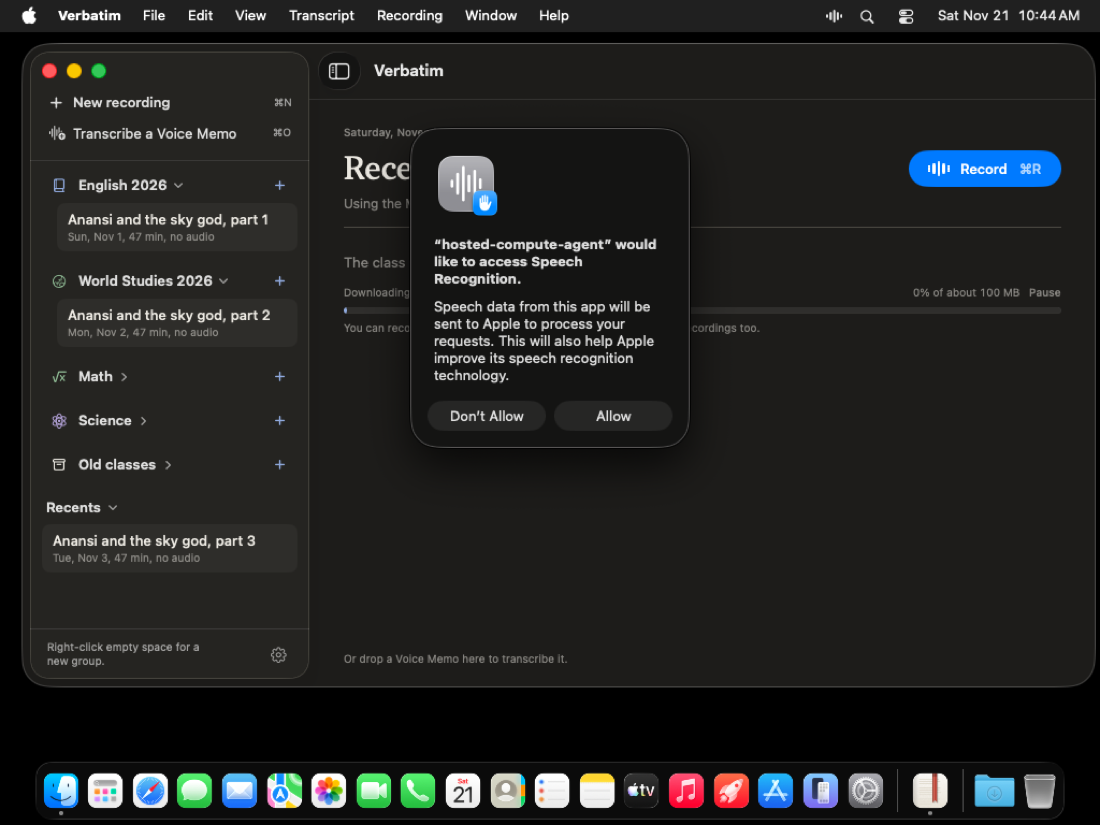 Verbatim File Edit View Transcript Recording Window Help Sat Nov 21 10:44 AM
Verbatim
New recording ⌘N
Transcribe a Voice Memo ⌘O
English 2026
Anansi and the sky god, part 1
Sun, Nov 1, 47 min, no audio
World Studies 2026
Anansi and the sky god, part 2
Mon, Nov 2, 47 min, no audio
Math
Science
Old classes
Recents
Anansi and the sky god, part 3
Tue, Nov 3, 47 min, no audio
Right-click empty space for a
new group.
Saturday,
Record ⌘R
Using the
The class
Downloading
0% of about 100 MB Pause
You can
too.
Or drop a Voice Memo here to transcribe it.
“hosted-compute-agent” would
like to access Speech
Recognition.
Speech data from this app will be
sent to Apple to process your
requests. This will also help Apple
improve its speech recognition
technology.
Don’t Allow Allow
Sat
21
tv